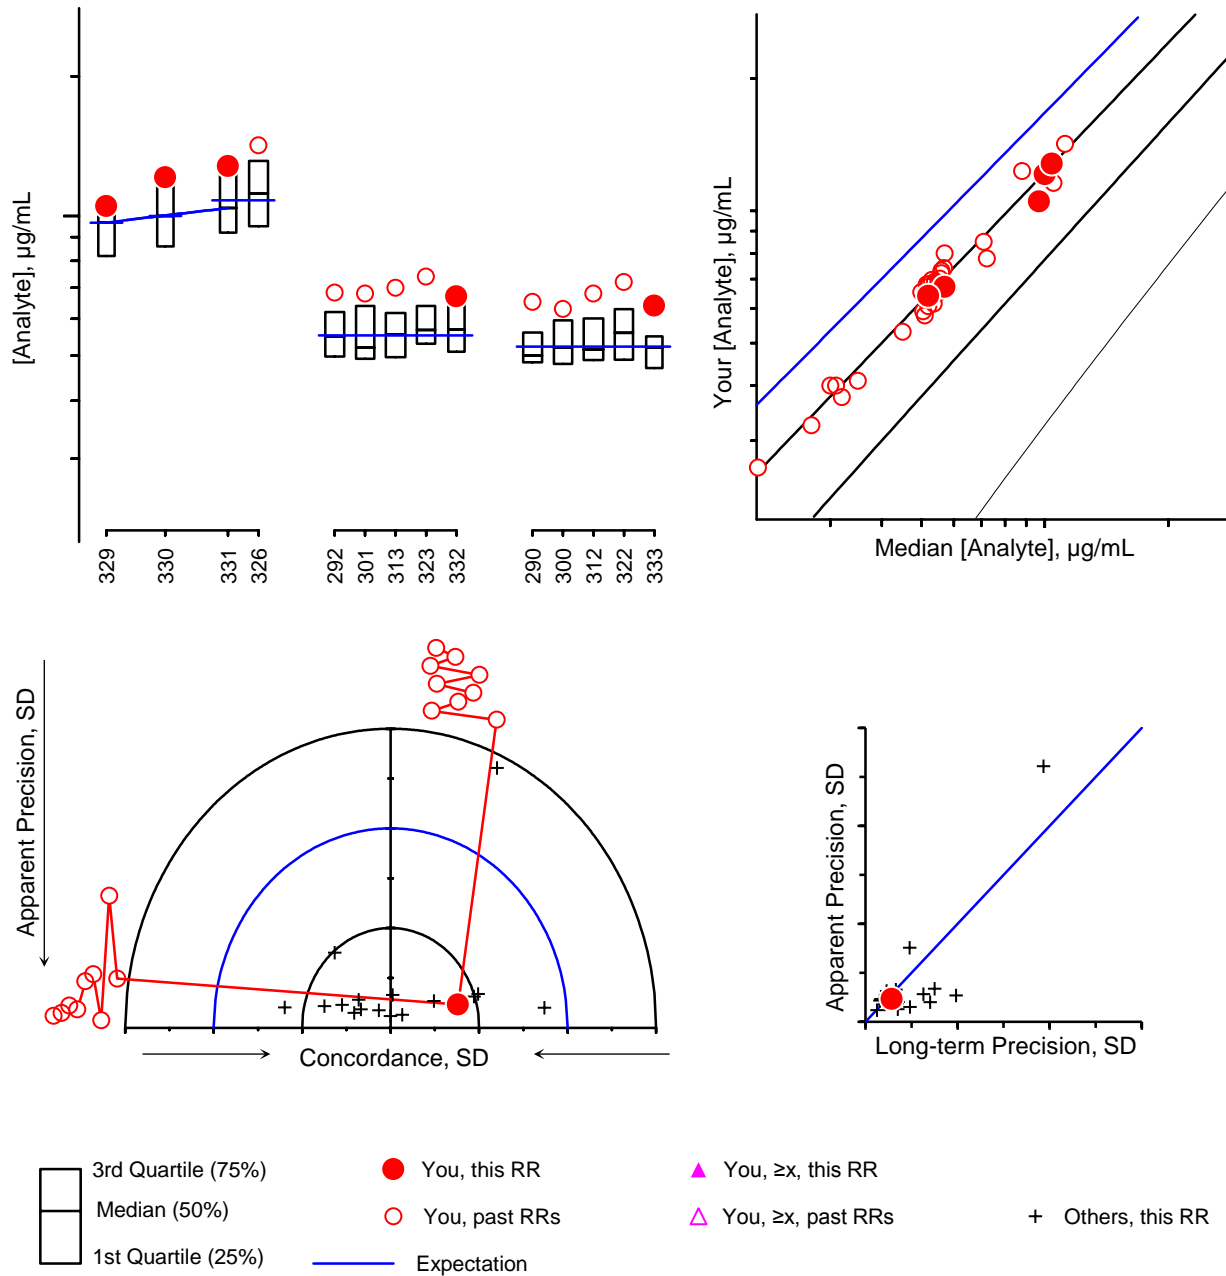 [Analyte], µg/mL
329
330
331
326
292
301
313
323
332
290
300
312
322
333
Your [Analyte], µg/mL
Median [Analyte], µg/mL
Apparent Precision, SD
Concordance, SD
Apparent Precision, SD
Long-term Precision, SD
3rd Quartile (75%)
Median (50%)
1st Quartile (25%)
You, this RR
You, past RRs
Expectation
You, ≥x, this RR
You, ≥x, past RRs
Others, this RR